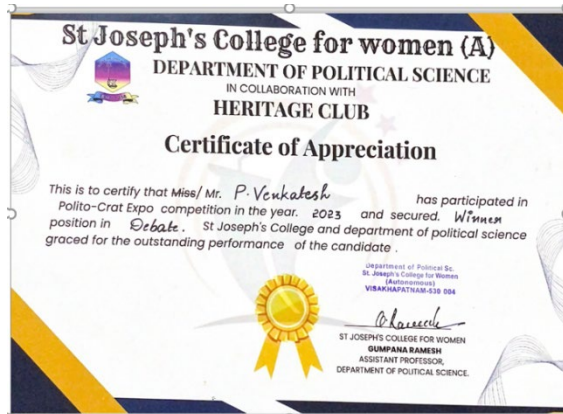 St Joseph's College for women (A)
DEPARTMENT OF POLITICAL SCIENCE
IN COLLABORATION WITH
HERITAGE CLUB
Certificate of Appreciation
This is to certify that Miss/ Mr. P. Venkatesh has participated in
Polito-Crat Expo competition in the year. 2023 and secured. Winner
position in Debate. St Joseph's College and department of political science
graced for the outstanding performance of the candidate .
Department of Political Sc.
St. Joseph's College for Women
(Autonomous)
VISAKHAPATNAM-530 004
ST JOSEPH'S COLLEGE FOR WOMEN
GUMPANA RAMESH
ASSISTANT PROFESSOR,
DEPARTMENT OF POLITICAL SCIENCE.